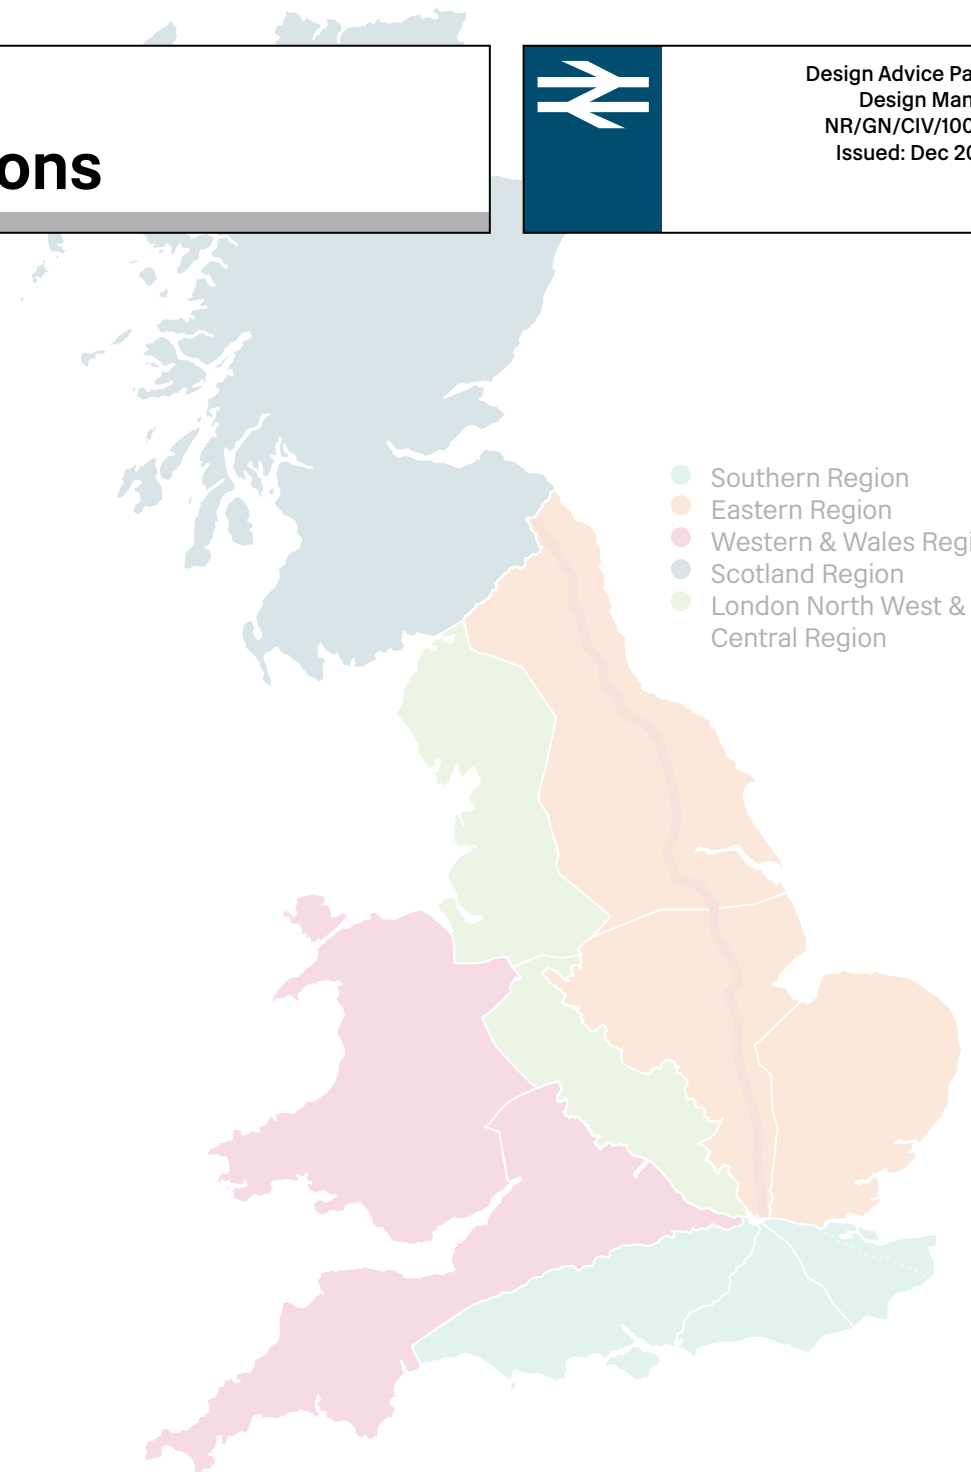 ons
Design Advice Pa
Design Man
NR/GN/CIV/100
Issued: Dec 20
Southern Region
Eastern Region
Western & Wales Regi
Scotland Region
London North West &
Central Region